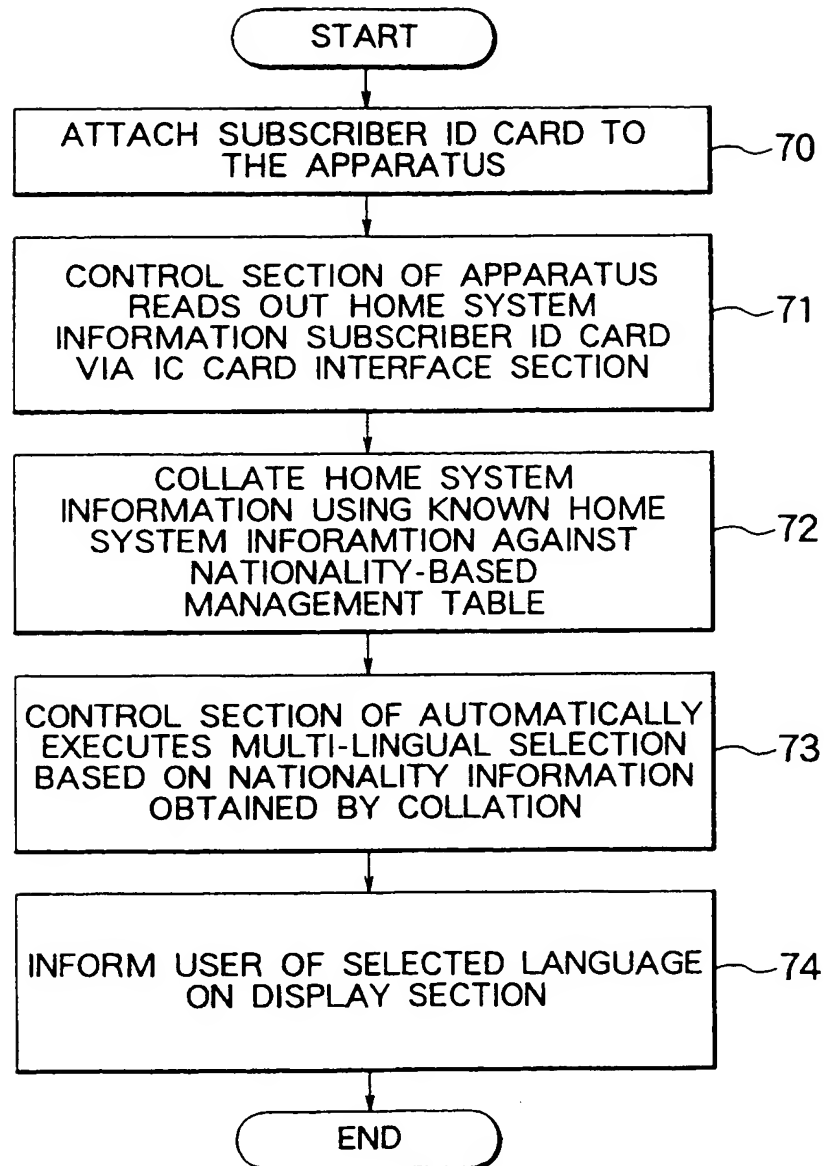 START
ATTACH SUBSCRIBER ID CARD TO
THE APPARATUS
70
CONTROL SECTION OF APPARATUS
READS OUT HOME SYSTEM
INFORMATION SUBSCRIBER ID CARD
VIA IC CARD INTERFACE SECTION
71
COLLATE HOME SYSTEM
INFORMATION USING KNOWN HOME
SYSTEM INFORAMTION AGAINST
NATIONALITY-BASED
MANAGEMENT TABLE
72
CONTROL SECTION OF AUTOMATICALLY
EXECUTES MULTI-LINGUAL SELECTION
BASED ON NATIONALITY INFORMATION
OBTAINED BY COLLATION
73
INFORM USER OF SELECTED LANGUAGE
ON DISPLAY SECTION
74
END